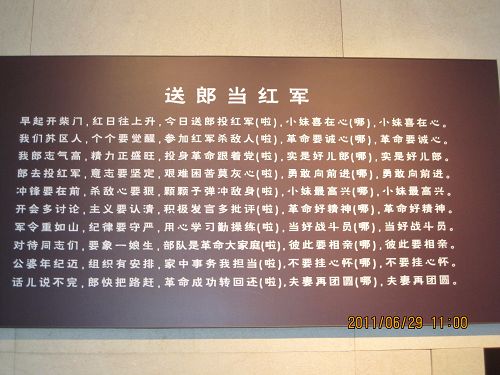 送郎当红军
早起开柴门,红日往上升,今日送郎投红军(啦),小妹喜在心(哪),小妹喜在心。
我们苏区人,个个要觉醒,参加红军杀敌人(啦),革命要诚心(哪),革命要诚心。
我郎志气高,精力正盛旺,投身革命跟着党(啦),实是好儿郎(哪),实是好儿郎。
郎去投红军,意志要坚定,艰难困苦莫灰心(啦),勇敢向前进(哪),勇敢向前进。
冲锋要在前,杀敌心要狠,颗颗子弹冲敌身(啦),小妹最高兴(哪),小妹最高兴。
开会多讨论,主义要认清,积极发言多批评(啦),革命好精神(哪),革命好精神。
军令重如山,纪律要守严,用心学习勤操练(啦),当好战斗员(哪),当好战斗员。
对待同志们,要象一娘生,部队是革命大家庭(啦),彼此要相亲(哪),彼此要相亲。
公婆年纪迈,组织有安排,家中事务我担当(啦),不要挂心怀(哪),不要挂心怀。
话儿说不完,郎快把路赶,革命成功转回还(啦),夫妻再团圆(哪),夫妻再团圆。
2011/06/29 11:00